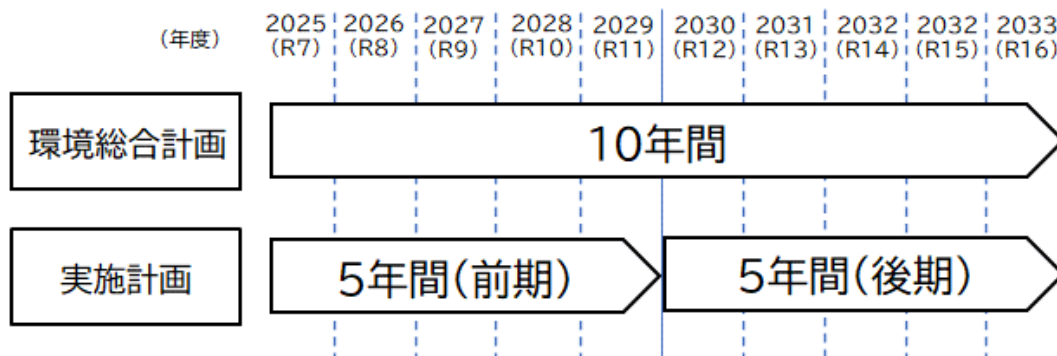 (年度) 2025 2026 2027 2028 2029 2030 2031 2032 2032 2033
(R7) (R8) (R9) (R10) (R11) (R12) (R13) (R14) (R15) (R16)
環境総合計画 10年間
実施計画 5年間(前期) 5年間(後期)